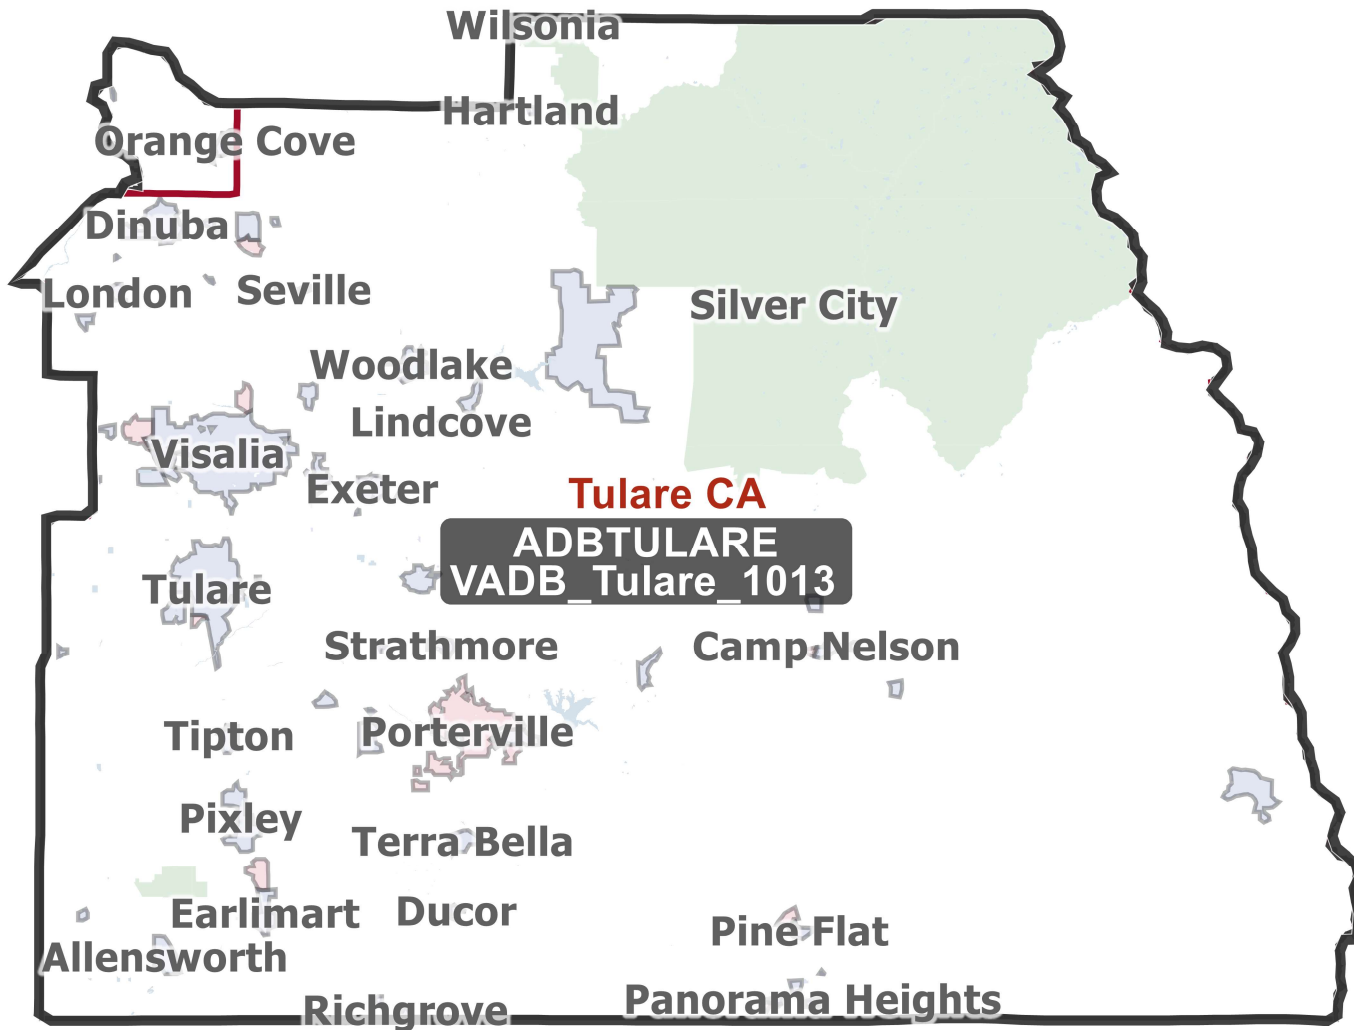 Wilsonia
Hartland
Orange Cove
Dinuba
London
Seville
Silver City
Woodlake
Lindcove
Visalia
Exeter
Tulare CA
ADBTULARE
VADB_Tulare_1013
Tulare
Strathmore
Camp Nelson
Tipton
Porterville
Pixley
Terra Bella
Earlimart
Ducor
Pine Flat
Allensworth
Richgrove
Panorama Heights